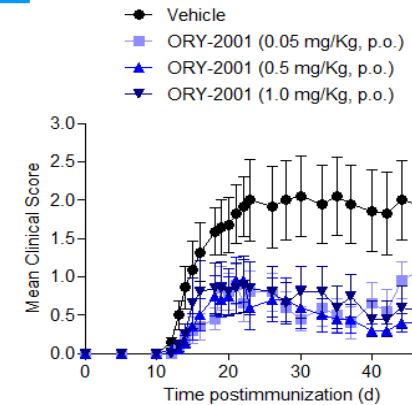 Vehicle
ORY-2001 (0.05 mg/Kg, p.o.)
ORY-2001 (0.5 mg/Kg, p.o.)
ORY-2001 (1.0 mg/Kg, p.o.)
3.0
2.5
2.0
1.5
1.0
0.5
0.0
Mean Clinical Score
0
10
20
30
40
Time postimmunization (d)